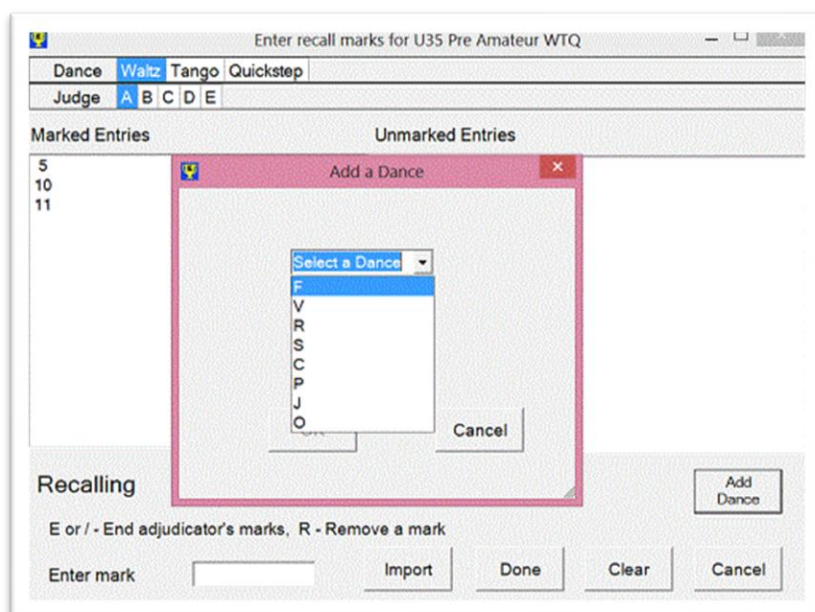 Enter recall marks for U35 Pre Amateur WTQ
Dance Waltz Tango Quickstep
Judge A B C D E
Marked Entries Unmarked Entries
5
10
11
Add a Dance
Select a Dance
F
V
R
S
C
P
J
O
Cancel
Recalling
Add
Dance
E or / - End adjudicator's marks, R - Remove a mark
Enter mark Import Done Clear Cancel